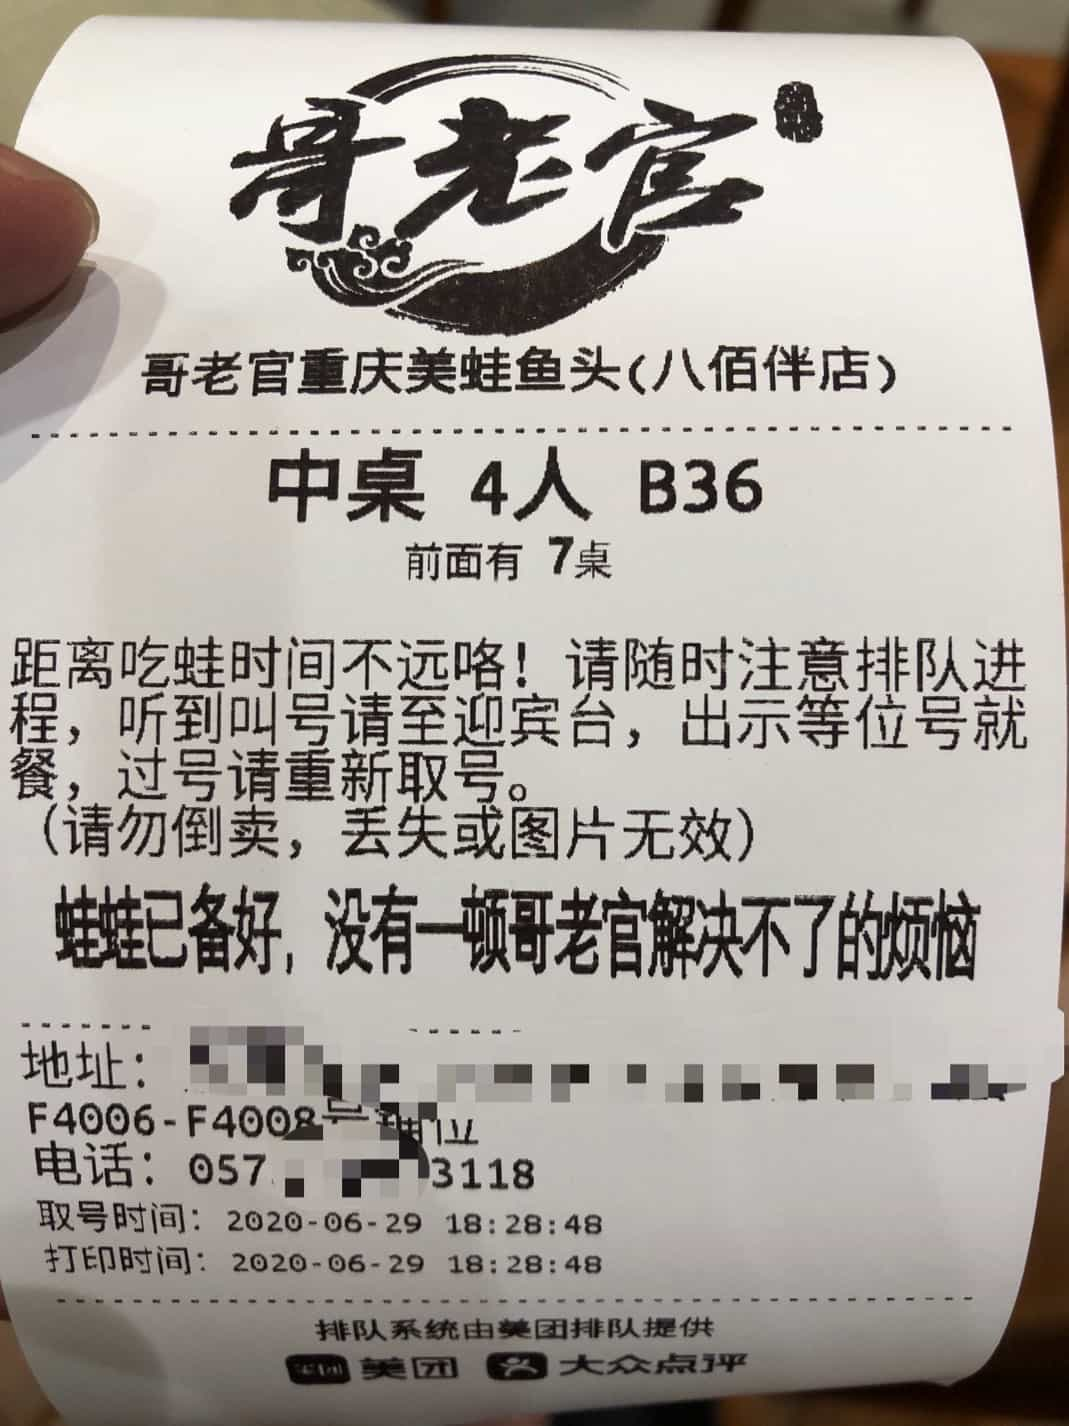 哥老官
哥老官重庆美蛙鱼头(八佰伴店)
中桌 4人 B36
前面有 7桌
距离吃蛙时间不远咯！请随时注意排队进
程，听到叫号请至迎宾台，出示等位号就
餐，过号请重新取号。
（请勿倒卖，丢失或图片无效）
蛙蛙已备好，没有一顿哥老官解决不了的烦恼
地址：
F4006-F4008号铺位
电话：057 3118
取号时间：2020-06-29 18:28:48
打印时间：2020-06-29 18:28:48
排队系统由美团排队提供
美团 美团 大众点评